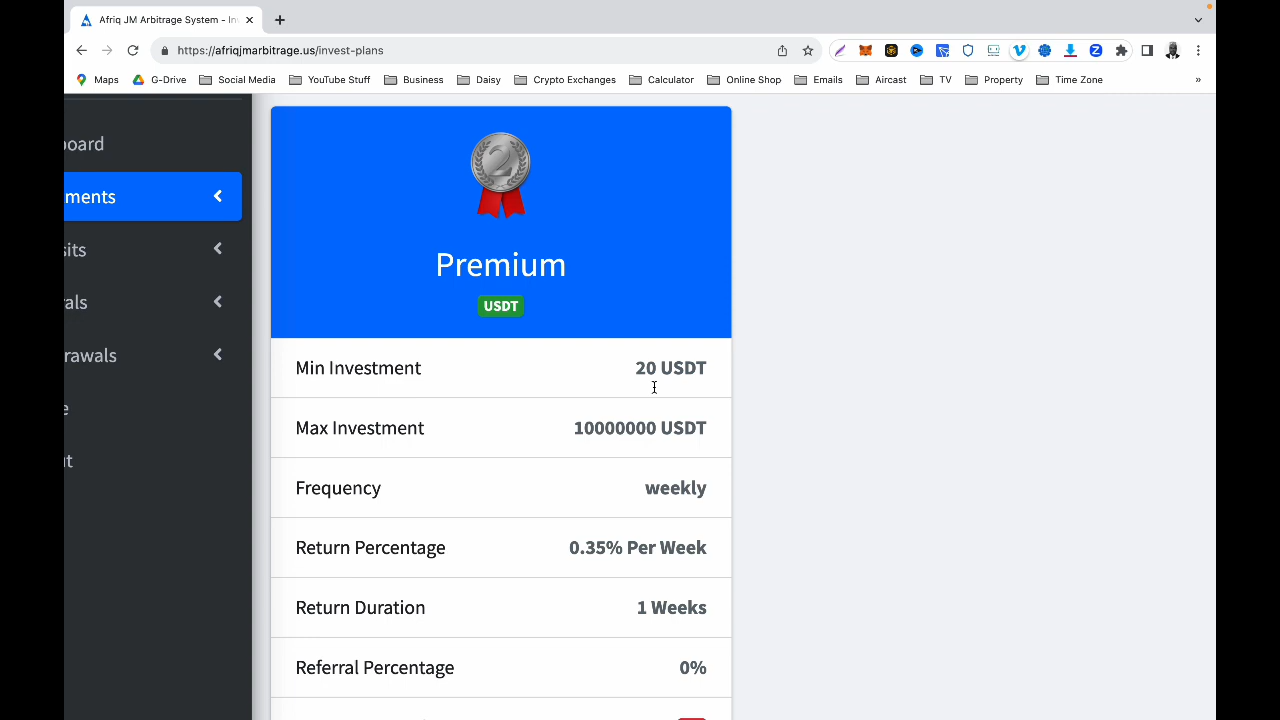 Afriq JM Arbitrage System - In
https://afriqjmarbitrage.us/invest-plans
Maps G-Drive Social Media YouTube Stuff Business Daisy Crypto Exchanges Calculator Online Shop Emails Aircast TV Property Time Zone »
board
ments
sits
als
rawals
e
t
2
Premium
USDT
Min Investment 20 USDT
Max Investment 10000000 USDT
Frequency weekly
Return Percentage 0.35% Per Week
Return Duration 1 Weeks
Referral Percentage 0%